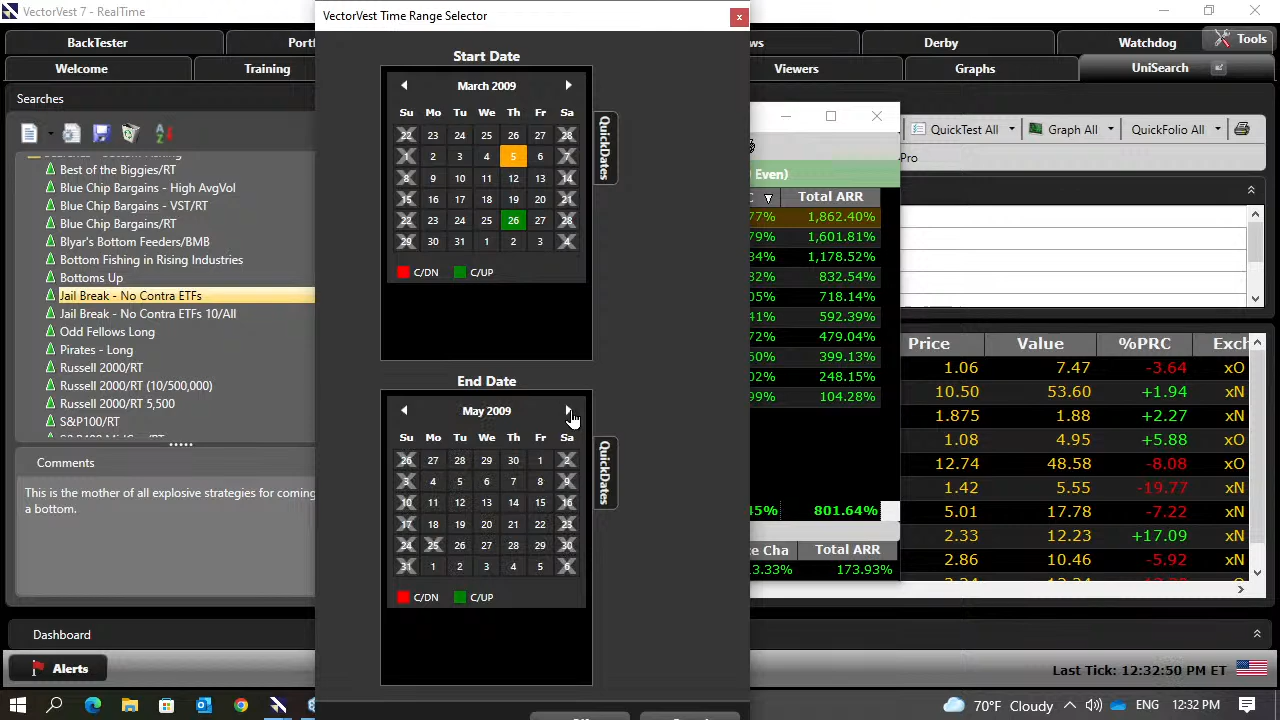 VectorVest 7 - RealTime
VectorVest Time Range Selector
x
BackTester
Derby
Watchdog
Tools
Welcome
Training
Viewers
Graphs
UniSearch
Searches
Best of the Biggies/RT
Blue Chip Bargains - High AvgVol
Blue Chip Bargains - VST/RT
Blue Chip Bargains/RT
Blyar's Bottom Feeders/BMB
Bottom Fishing in Rising Industries
Bottoms Up
Jail Break - No Contra ETFs
Jail Break - No Contra ETFs 10/All
Odd Fellows Long
Pirates - Long
Russell 2000/RT
Russell 2000/RT (10/500,000)
Russell 2000/RT 5,500
S&P100/RT
Comments
This is the mother of all explosive strategies for coming
a bottom.
Dashboard
Alerts
Start Date
March 2009
Su Mo Tu We Th Fr Sa
22 23 24 25 26 27 28
1 2 3 4 5 6 7
8 9 10 11 12 13 14
15 16 17 18 19 20 21
22 23 24 25 26 27 28
29 30 31 1 2 3 4
C/DN C/UP
QuickDates
End Date
May 2009
Su Mo Tu We Th Fr Sa
26 27 28 29 30 1 2
3 4 5 6 7 8 9
10 11 12 13 14 15 16
17 18 19 20 21 22 23
24 25 26 27 28 29 30
31 1 2 3 4 5 6
C/DN C/UP
QuickDates
QuickTest All
Graph All
QuickFolio All
Pro
Even)
Total ARR
77% 1,862.40%
79% 1,601.81%
84% 1,178.52%
32% 832.54%
05% 718.14%
41% 592.39%
72% 479.04%
60% 399.13%
02% 248.15%
99% 104.28%
45% 801.64%
e Cha Total ARR
3.33% 173.93%
Price Value %PRC Exch
1.06 7.47 -3.64 xO
10.50 53.60 +1.94 xN
1.875 1.88 +2.27 xN
1.08 4.95 +5.88 xO
12.74 48.58 -8.08 xO
1.42 5.55 -19.77 xN
5.01 17.78 -7.22 xN
2.33 12.23 +17.09 xN
2.86 10.46 -5.92 xN
Last Tick: 12:32:50 PM ET
70°F Cloudy
ENG
12:32 PM